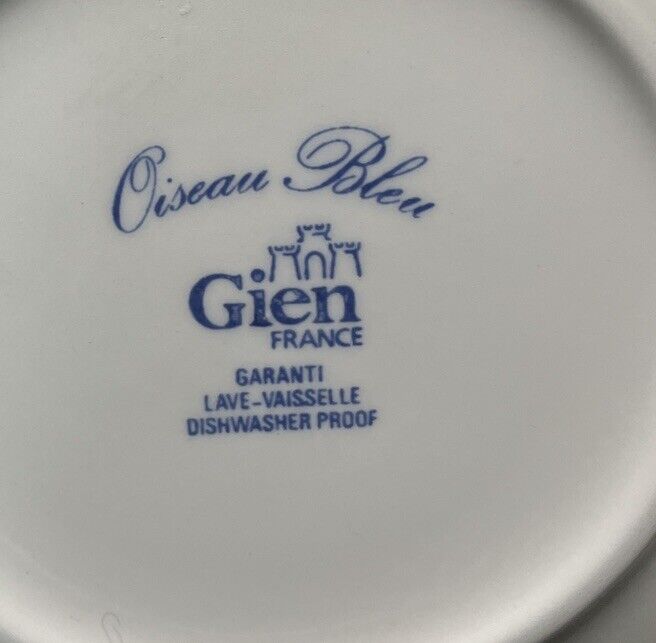 Oiseau Bleu
Gien
FRANCE
GARANTI
LAVE-VAISSELLE
DISHWASHER PROOF